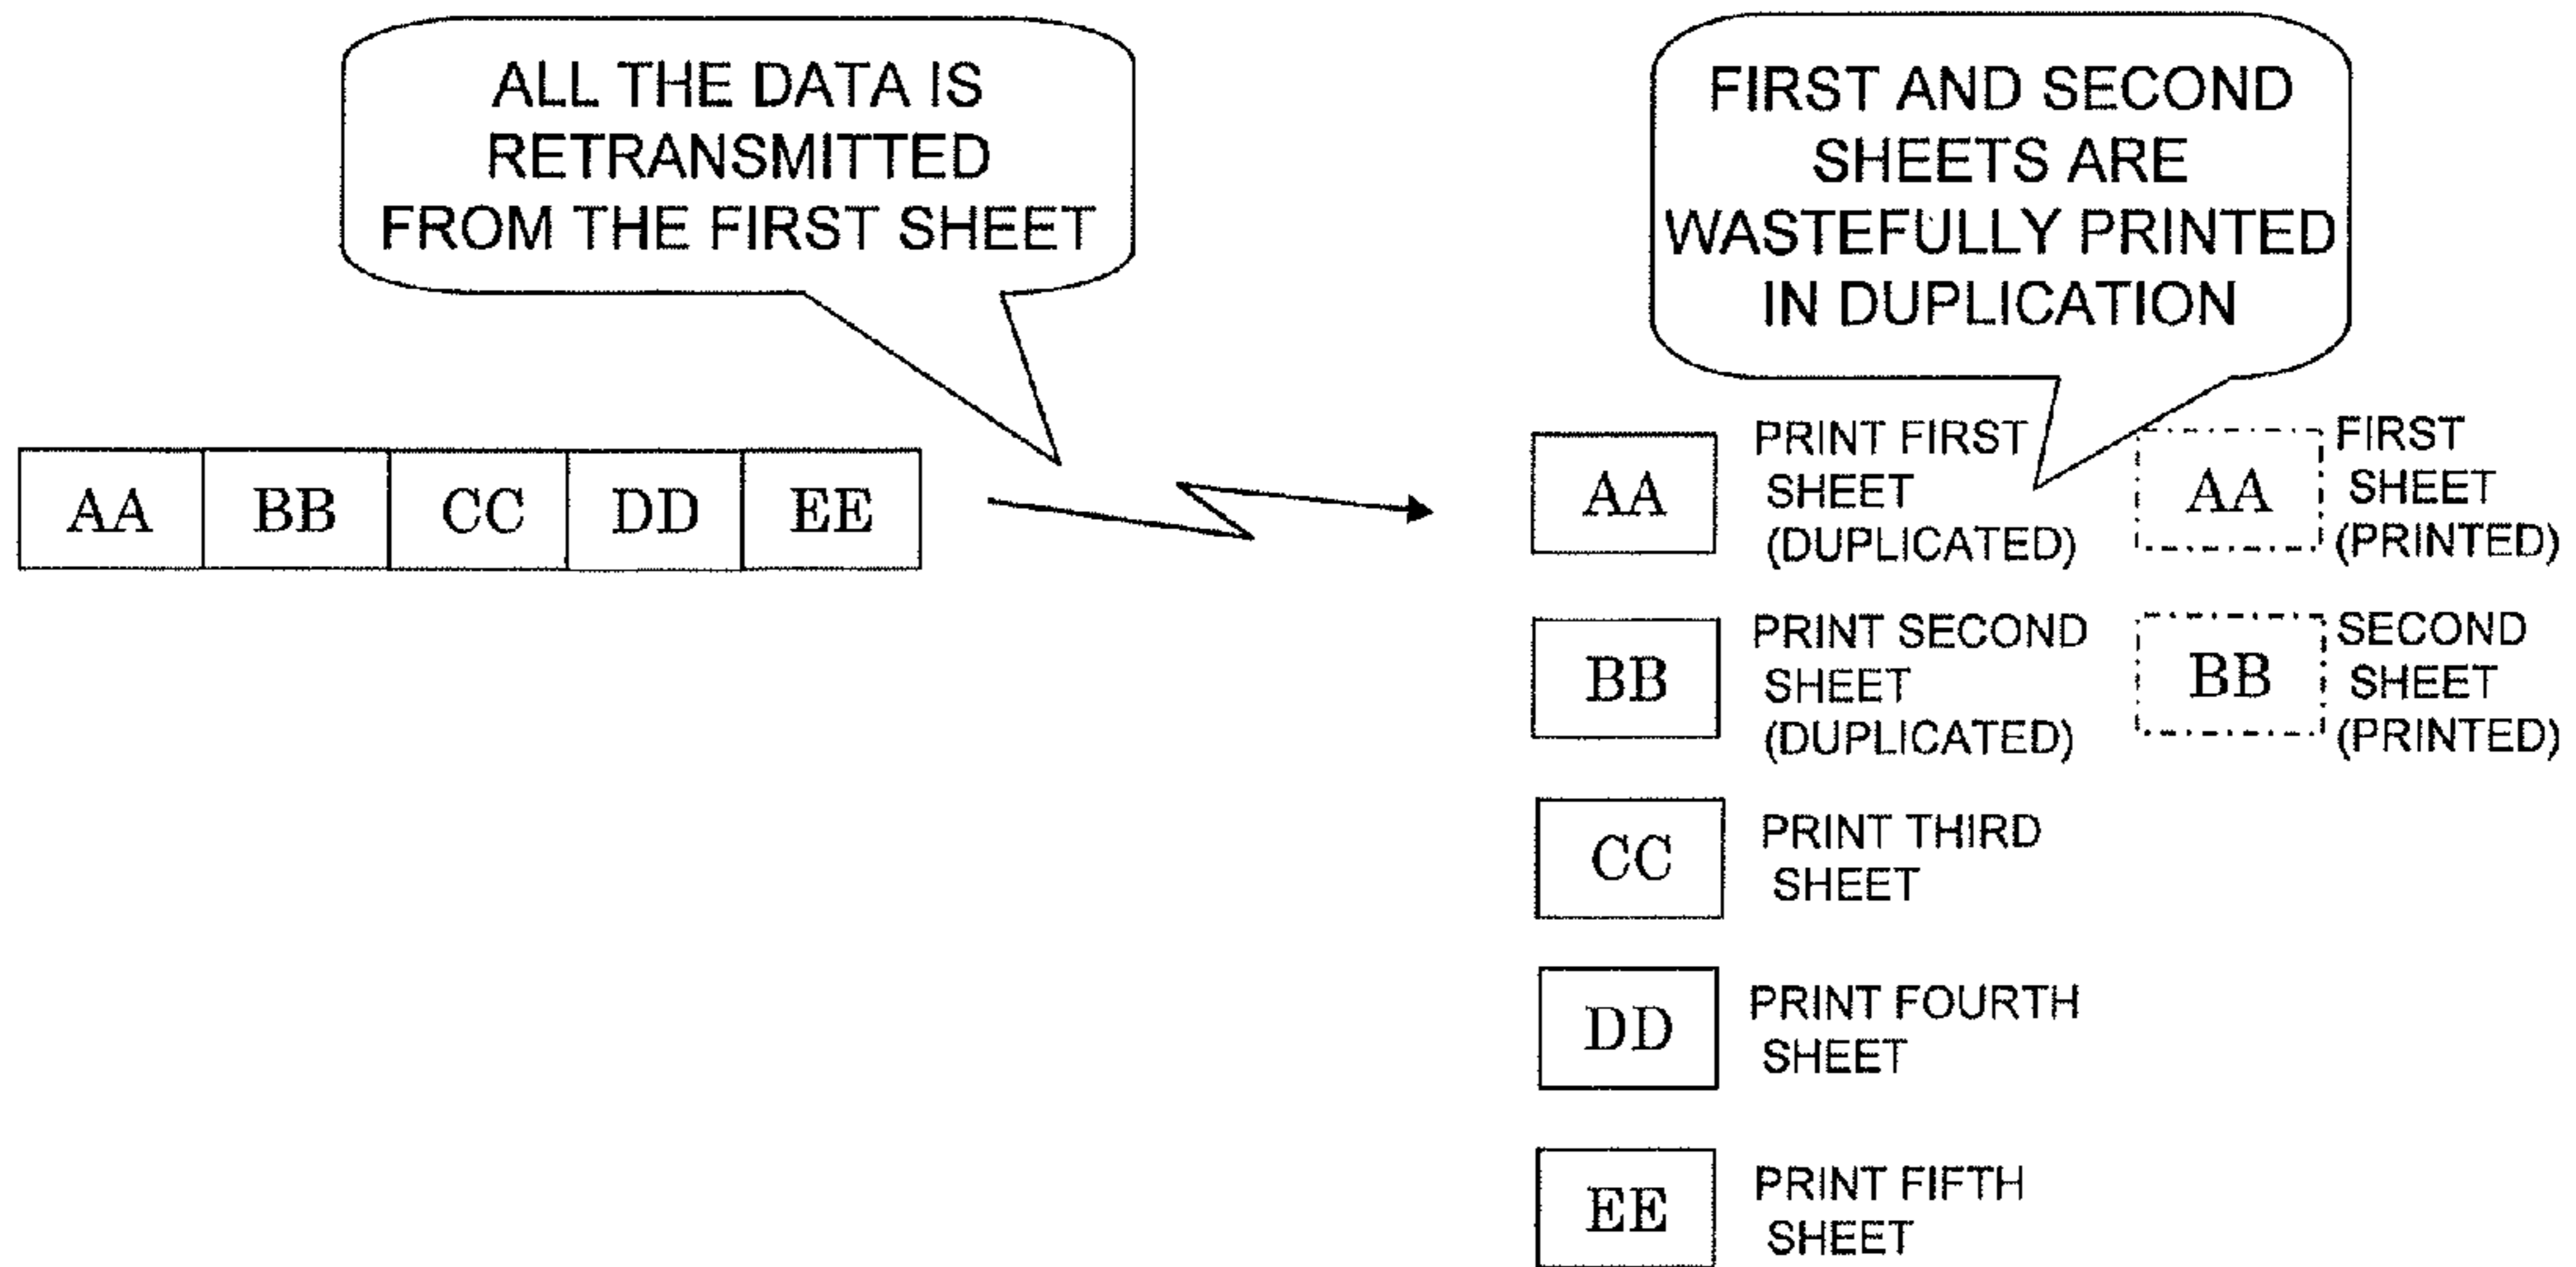 ALL THE DATA IS
RETRANSMITTED
FROM THE FIRST SHEET
FIRST AND SECOND
SHEETS ARE
WASTEFULLY PRINTED
IN DUPLICATION
AA BB CC DD EE
AA
PRINT FIRST
SHEET
(DUPLICATED)
AA
FIRST
SHEET
(PRINTED)
BB
PRINT SECOND
SHEET
(DUPLICATED)
BB
SECOND
SHEET
(PRINTED)
CC
PRINT THIRD
SHEET
DD
PRINT FOURTH
SHEET
EE
PRINT FIFTH
SHEET